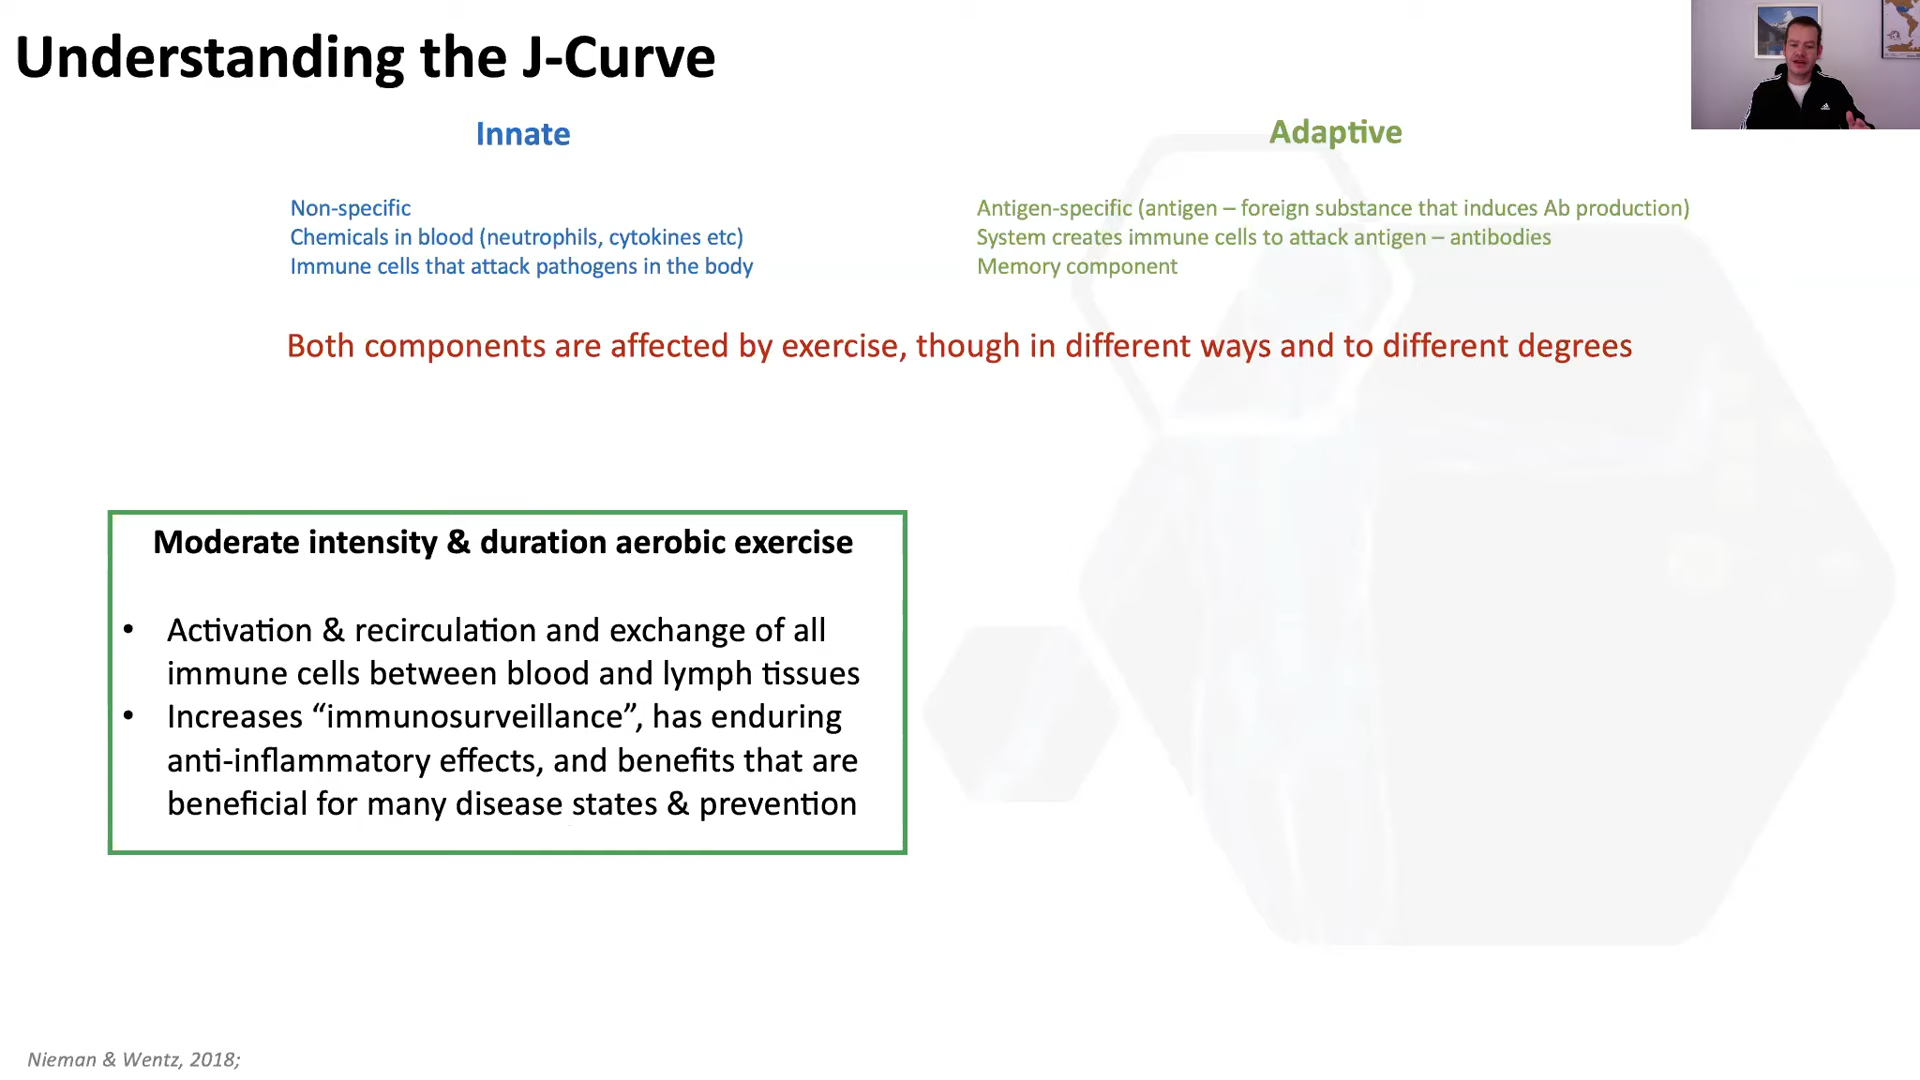 Understanding the J-Curve
Innate
Adaptive
Non-specific
Chemicals in blood (neutrophils, cytokines etc)
Immune cells that attack pathogens in the body
Antigen-specific (antigen – foreign substance that induces Ab production)
System creates immune cells to attack antigen – antibodies
Memory component
Both components are affected by exercise, though in different ways and to different degrees
Moderate intensity & duration aerobic exercise
• Activation & recirculation and exchange of all
immune cells between blood and lymph tissues
• Increases “immunosurveillance”, has enduring
anti-inflammatory effects, and benefits that are
beneficial for many disease states & prevention
Nieman & Wentz, 2018;